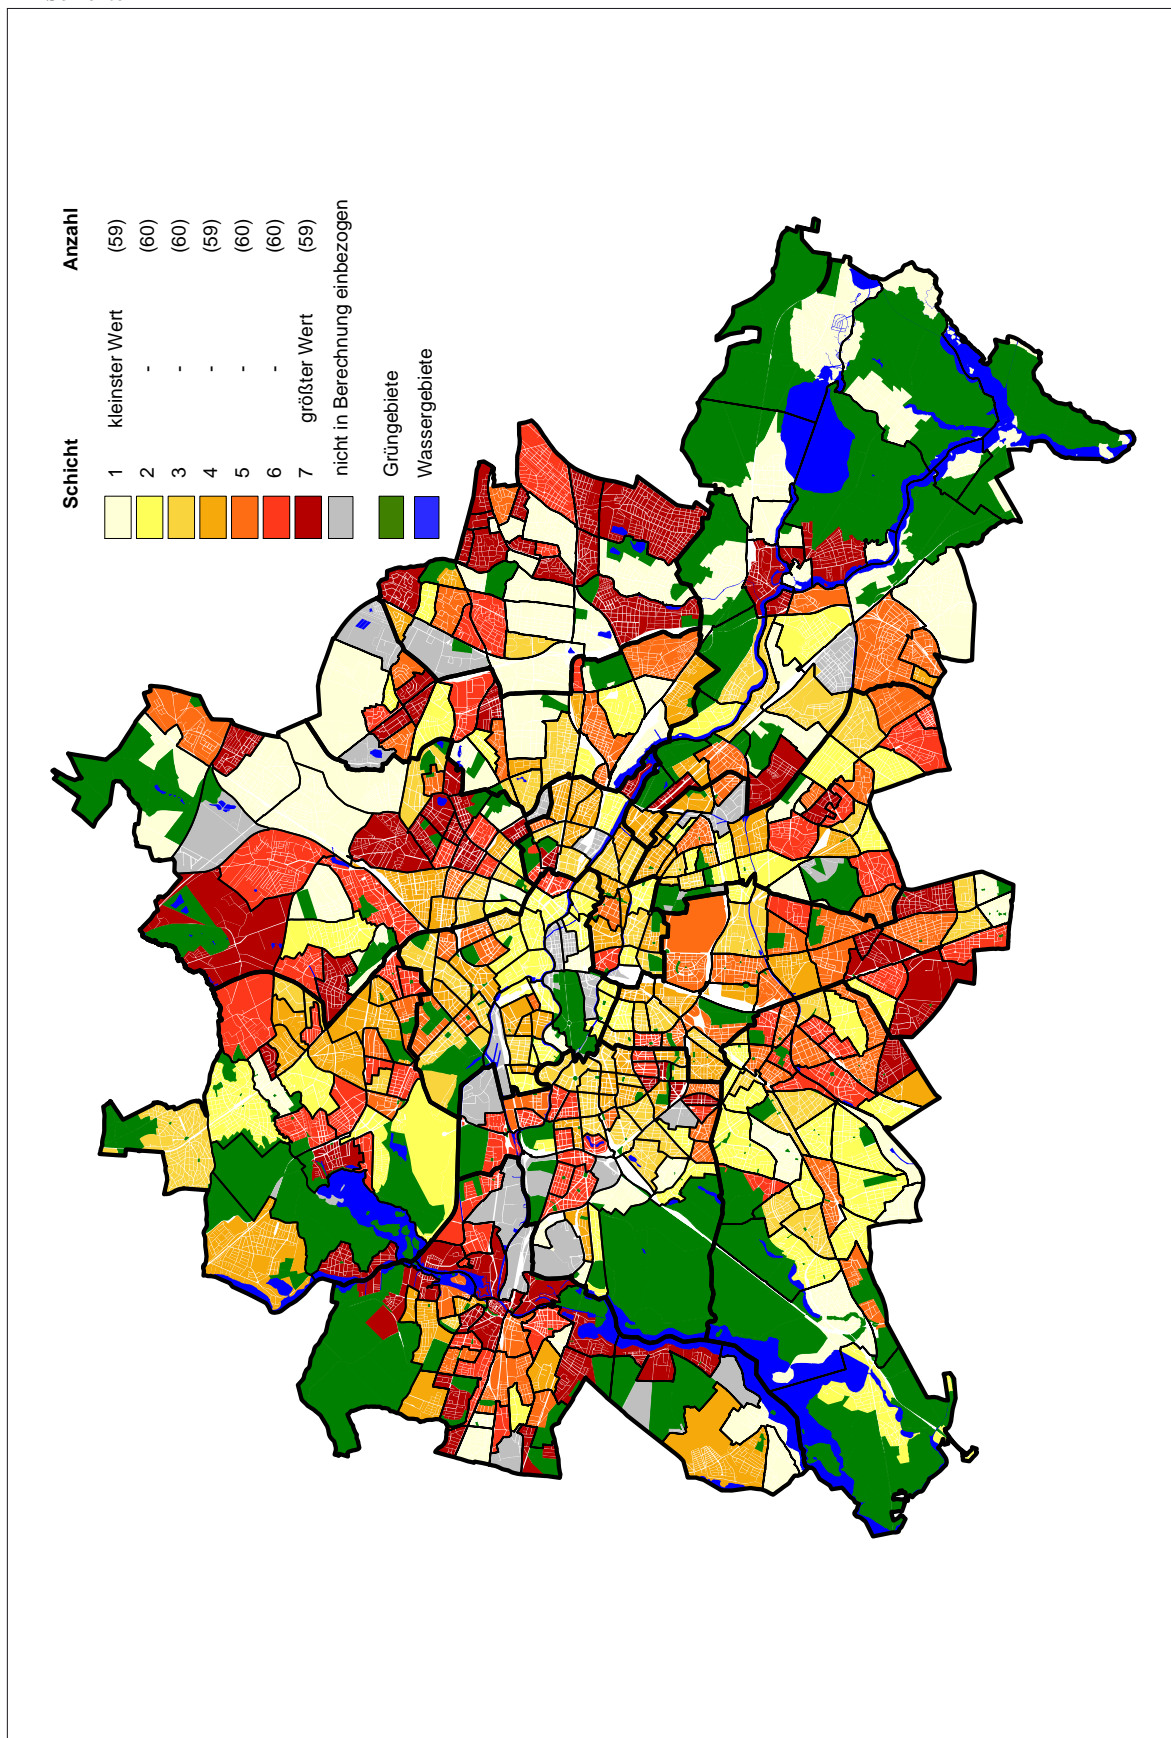 Schicht Anzahl
1 kleinster Wert (59)
2 - (60)
3 - (60)
4 - (59)
5 - (60)
6 - (60)
7 größter Wert (59)
nicht in Berechnung einbezogen
Grüngebiete
Wassergebiete